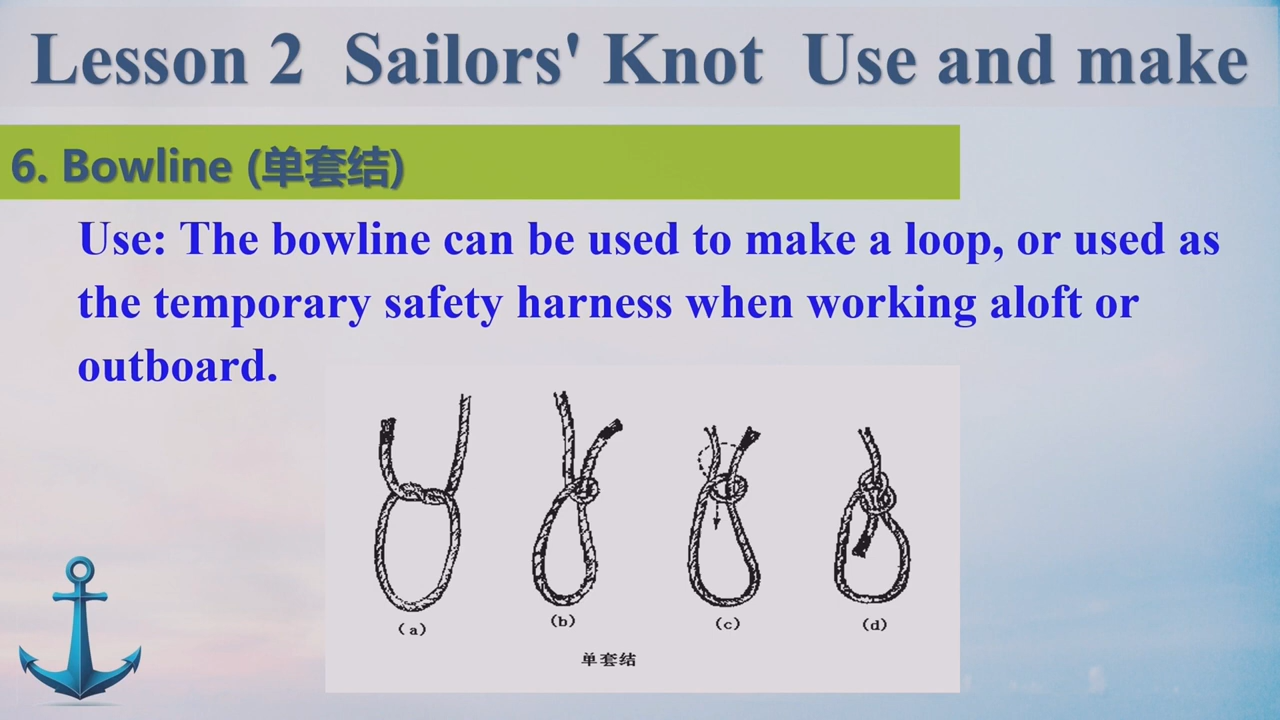 Lesson 2 Sailors' Knot Use and make
6. Bowline (单套结)
Use: The bowline can be used to make a loop, or used as
the temporary safety harness when working aloft or
outboard.
(a) (b) (c) (d)
单套结